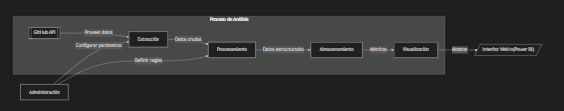 Proceso de Análisis
GitHub API
Proveer datos
Extracción
Datos crudos
Configurar parámetros
Procesamiento
Datos estructurados
Almacenamiento
Métricas
Visualización
Mostrar
Interfaz Web\n(Power BI)
Definir reglas
Administración